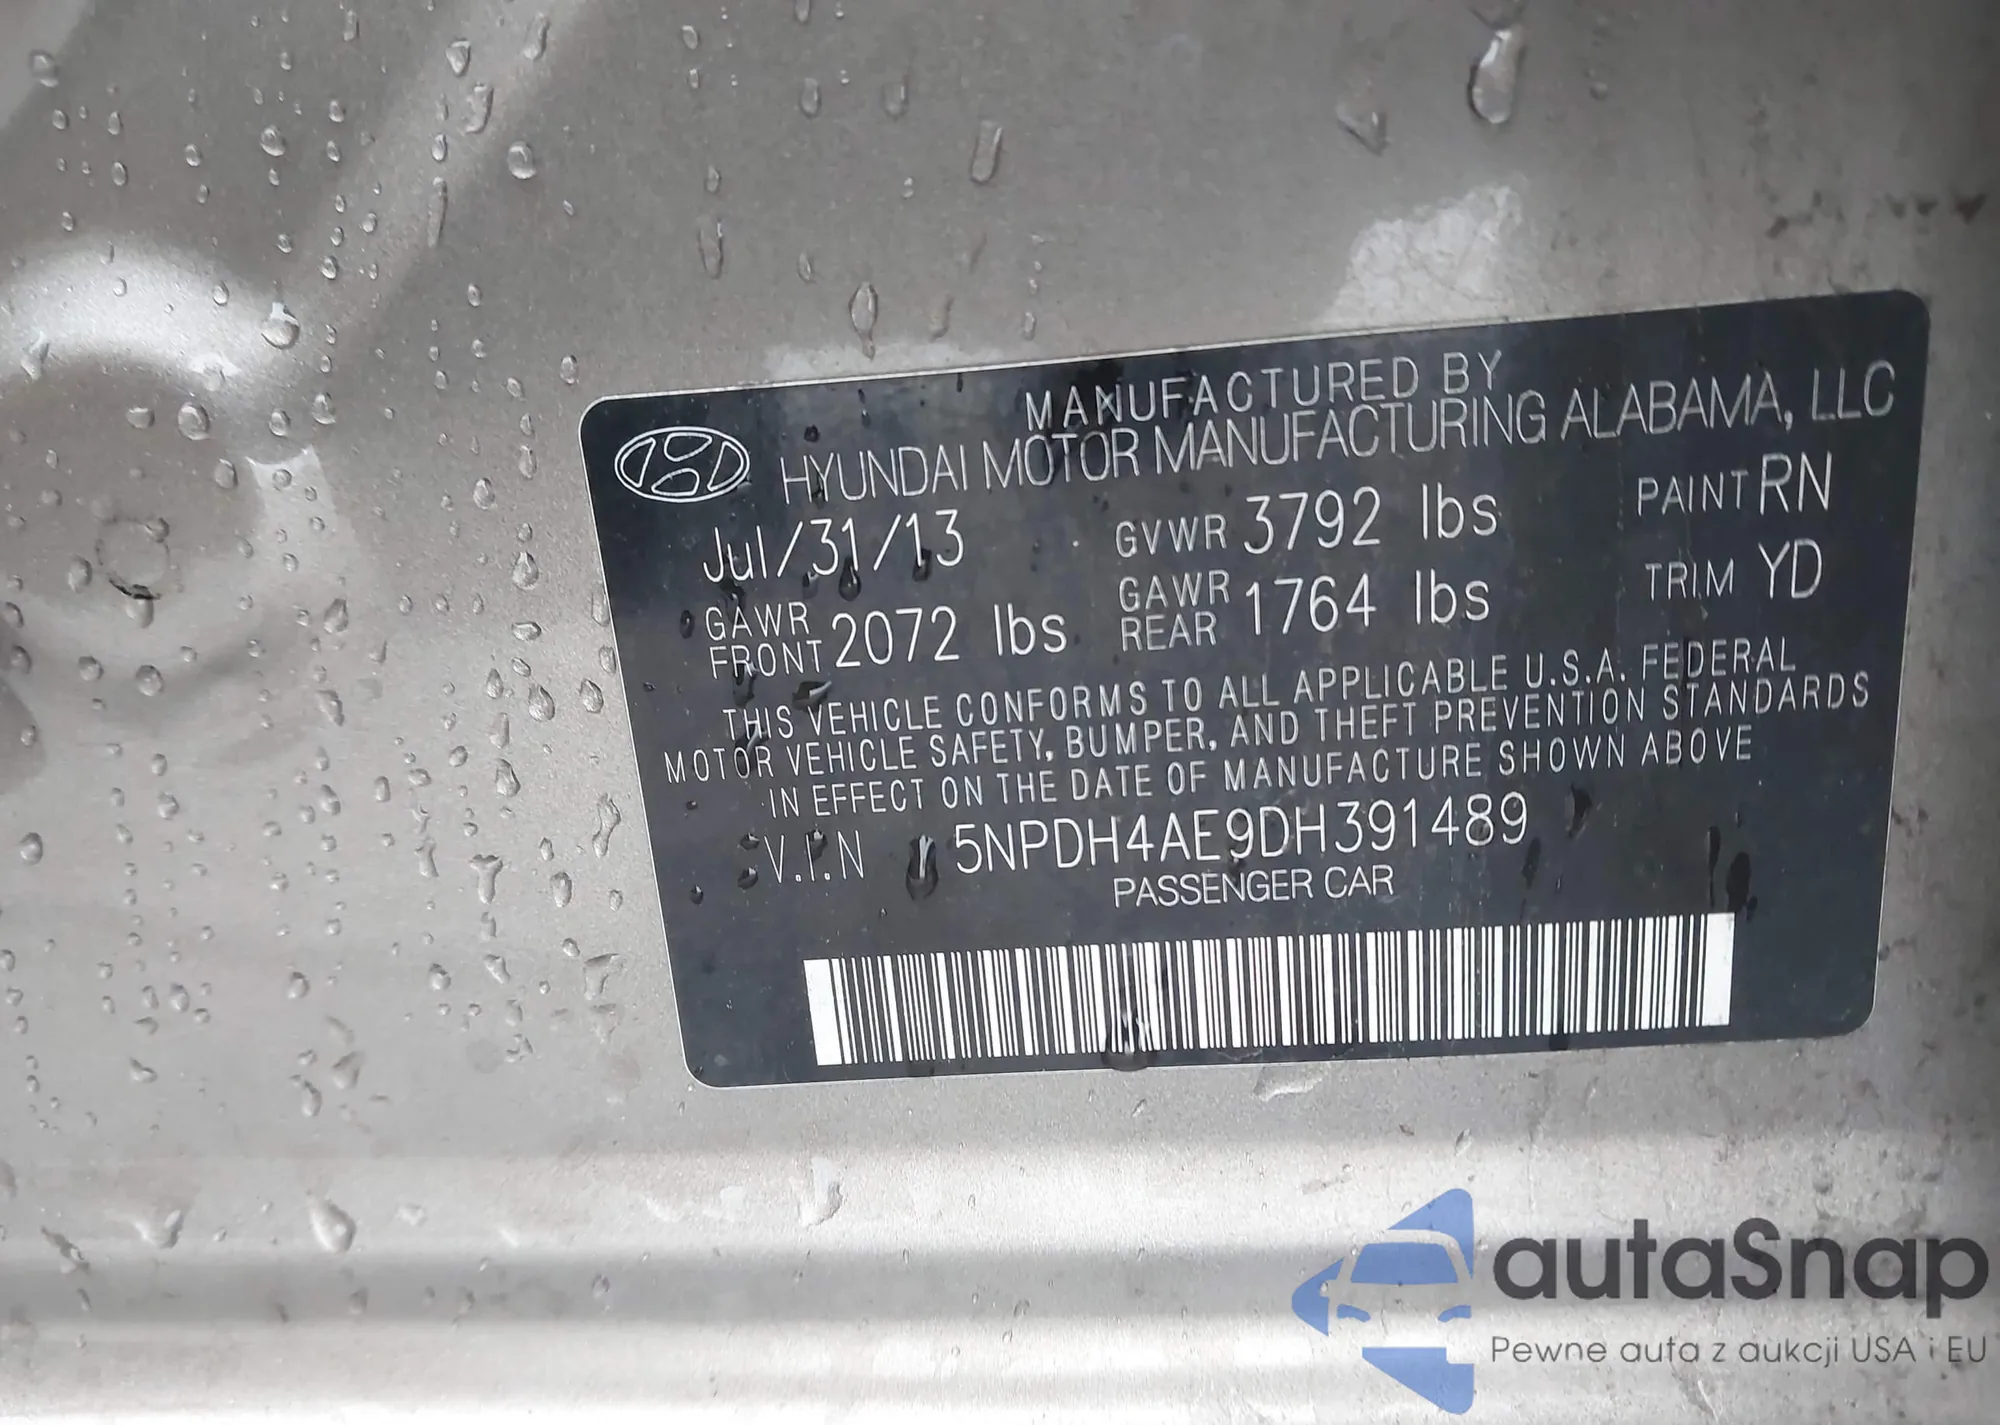 MANUFACTURED BY
HYUNDAI MOTOR MANUFACTURING ALABAMA, LLC
Jul/31/13 GVWR 3792 lbs PAINT RN
GAWR FRONT 2072 lbs GAWR REAR 1764 lbs TRIM YD
THIS VEHICLE CONFORMS TO ALL APPLICABLE U.S.A. FEDERAL
MOTOR VEHICLE SAFETY, BUMPER, AND THEFT PREVENTION STANDARDS
IN EFFECT ON THE DATE OF MANUFACTURE SHOWN ABOVE
V.I.N 5NPDH4AE9DH391489
PASSENGER CAR
autaSnap
Pewne auta z aukcji USA i EU